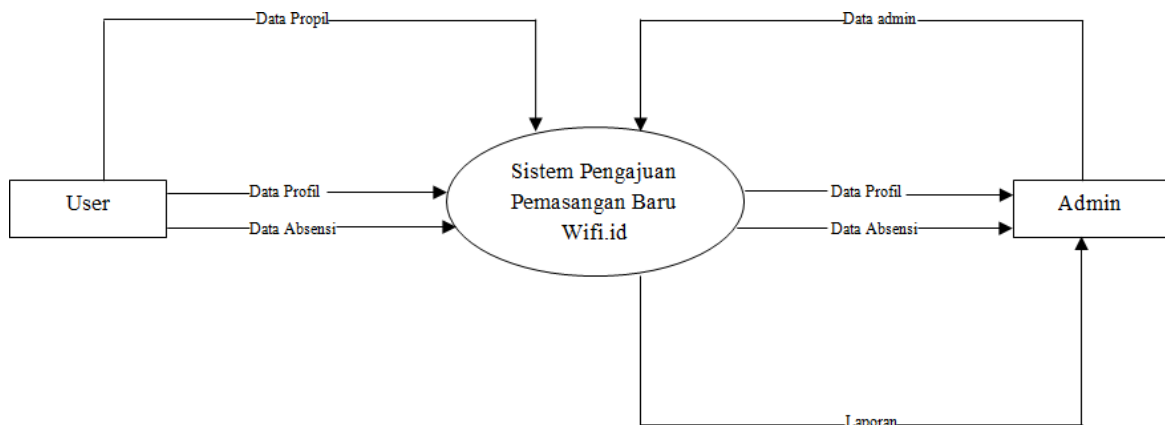 Data Propil
Data admin
Sistem Pengajuan
Pemasangan Baru
Wifi.id
User
Data Profil
Data Absensi
Data Profil
Data Absensi
Admin
Laporan